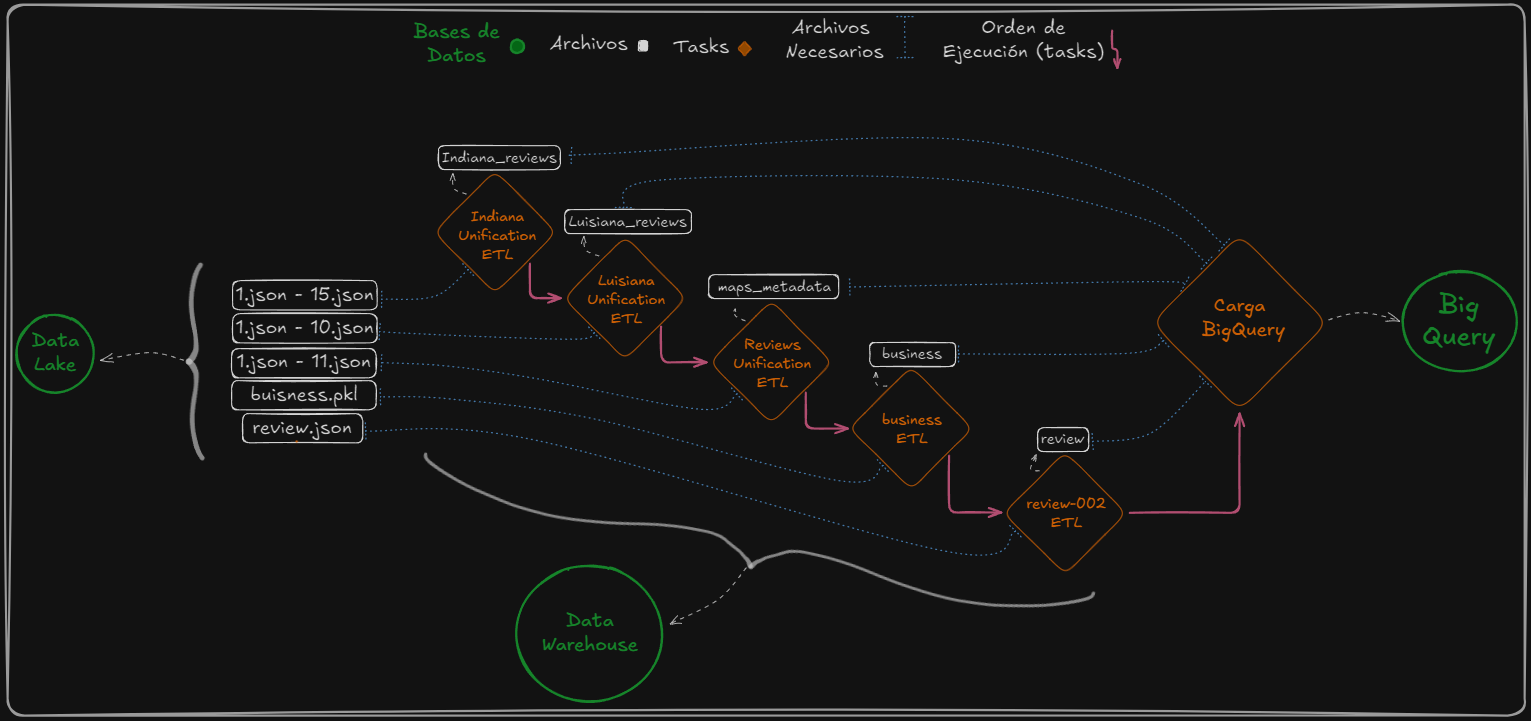 Bases de
Datos
Archivos
Tasks
Archivos
Necesarios
Orden de
Ejecución (tasks)
Indiana_reviews
Indiana
Unification
ETL
Luisiana_reviews
Luisiana
Unification
ETL
maps_metadata
Reviews
Unification
ETL
business
business
ETL
review
review-002
ETL
Carga
BigQuery
Big
Query
Data
Lake
1.json - 15.json
1.json - 10.json
1.json - 11.json
buisness.pkl
review.json
Data
Warehouse